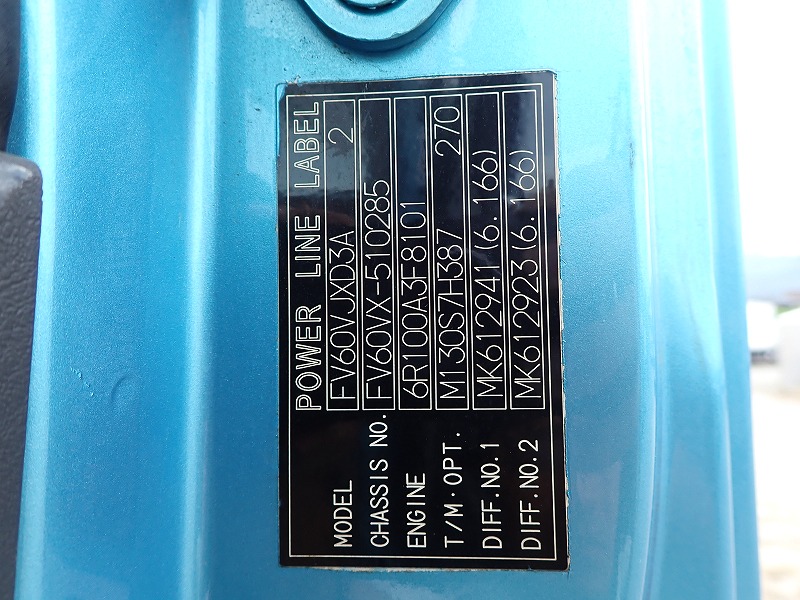 POWER LINE LABEL
MODEL FV60VJXD3A 2
CHASSIS NO. FV60VX-510285
ENGINE 6R100A3F8101
T/M·OPT. M130S7H387 270
DIFF.NO.1 MK612941(6.166)
DIFF.NO.2 MK612923(6.166)